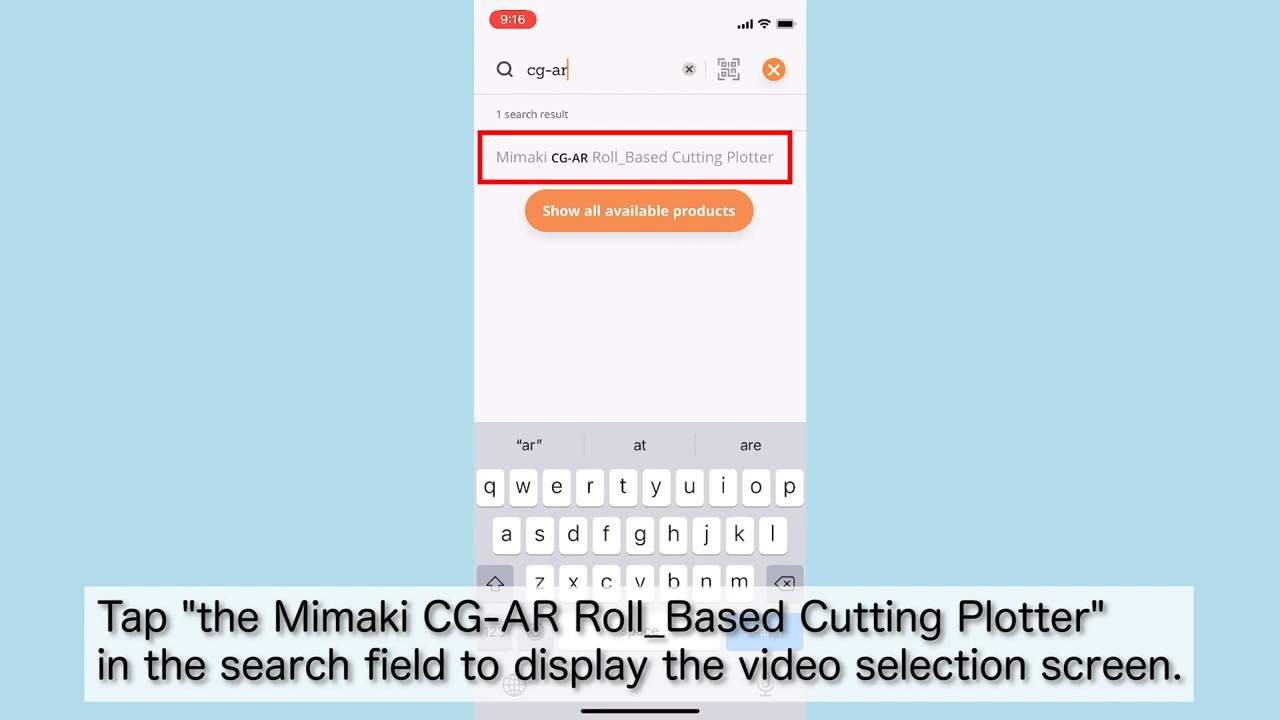 9:16
cg-ar
1 search result
Mimaki CG-AR Roll_Based Cutting Plotter
Show all available products
“ar” at are
q w e r t y u i o p
a s d f g h j k l
z x c v b n m
123 space
Tap "the Mimaki CG-AR Roll_Based Cutting Plotter"
in the search field to display the video selection screen.